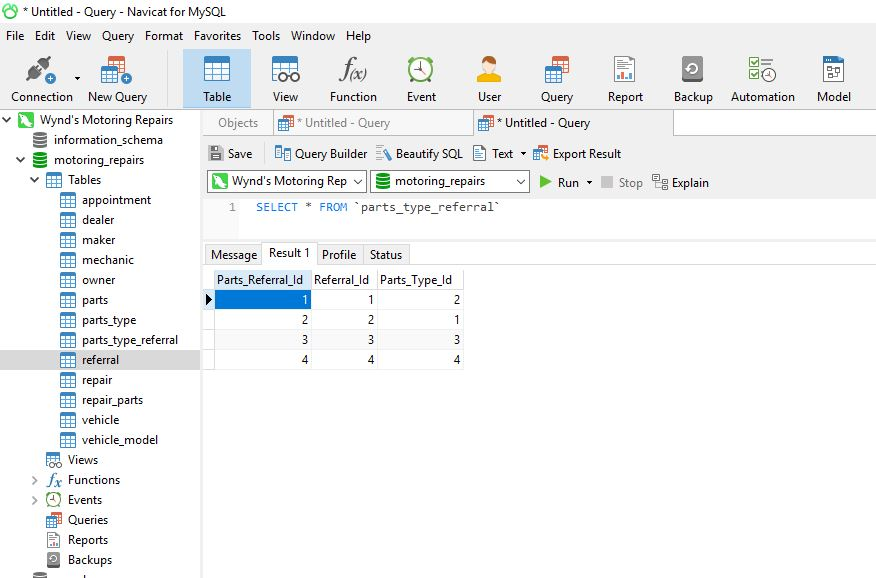 * Untitled - Query - Navicat for MySQL
File Edit View Query Format Favorites Tools Window Help
Connection New Query Table View f(x) Function Event User Query Report Backup Automation Model
Wynd's Motoring Repairs
information_schema
motoring_repairs
Tables
appointment
dealer
maker
mechanic
owner
parts
parts_type
parts_type_referral
referral
repair
repair_parts
vehicle
vehicle_model
Views
fx Functions
Events
Queries
Reports
Backups
Objects * Untitled - Query * Untitled - Query
Save Query Builder Beautify SQL Text Export Result
Wynd's Motoring Rep motoring_repairs Run Stop Explain
1 SELECT * FROM `parts_type_referral`
Message Result 1 Profile Status
Parts_Referral_Id Referral_Id Parts_Type_Id
1 1 2
2 2 1
3 3 3
4 4 4